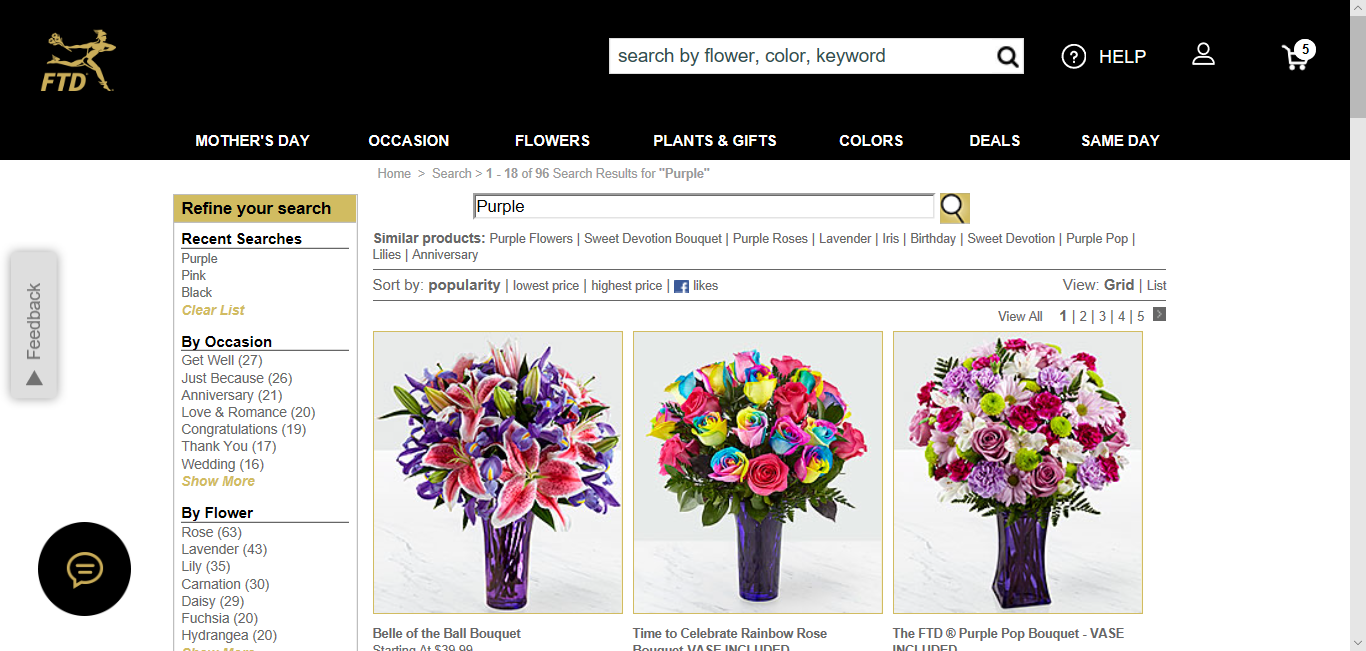 FTD
search by flower, color, keyword
HELP
5
MOTHER'S DAY OCCASION FLOWERS PLANTS & GIFTS COLORS DEALS SAME DAY
Home > Search > 1 - 18 of 96 Search Results for "Purple"
Refine your search
Recent Searches
Purple
Pink
Black
Clear List
By Occasion
Get Well (27)
Just Because (26)
Anniversary (21)
Love & Romance (20)
Congratulations (19)
Thank You (17)
Wedding (16)
Show More
By Flower
Rose (63)
Lavender (43)
Lily (35)
Carnation (30)
Daisy (29)
Fuchsia (20)
Hydrangea (20)
Show More
Feedback
Purple
Similar products: Purple Flowers | Sweet Devotion Bouquet | Purple Roses | Lavender | Iris | Birthday | Sweet Devotion | Purple Pop |
Lilies | Anniversary
Sort by: popularity | lowest price | highest price | f likes
View: Grid | List
View All 1 | 2 | 3 | 4 | 5
Belle of the Ball Bouquet
Starting At $39.99
Time to Celebrate Rainbow Rose
Bouquet VASE INCLUDED
The FTD ® Purple Pop Bouquet - VASE
INCLUDED